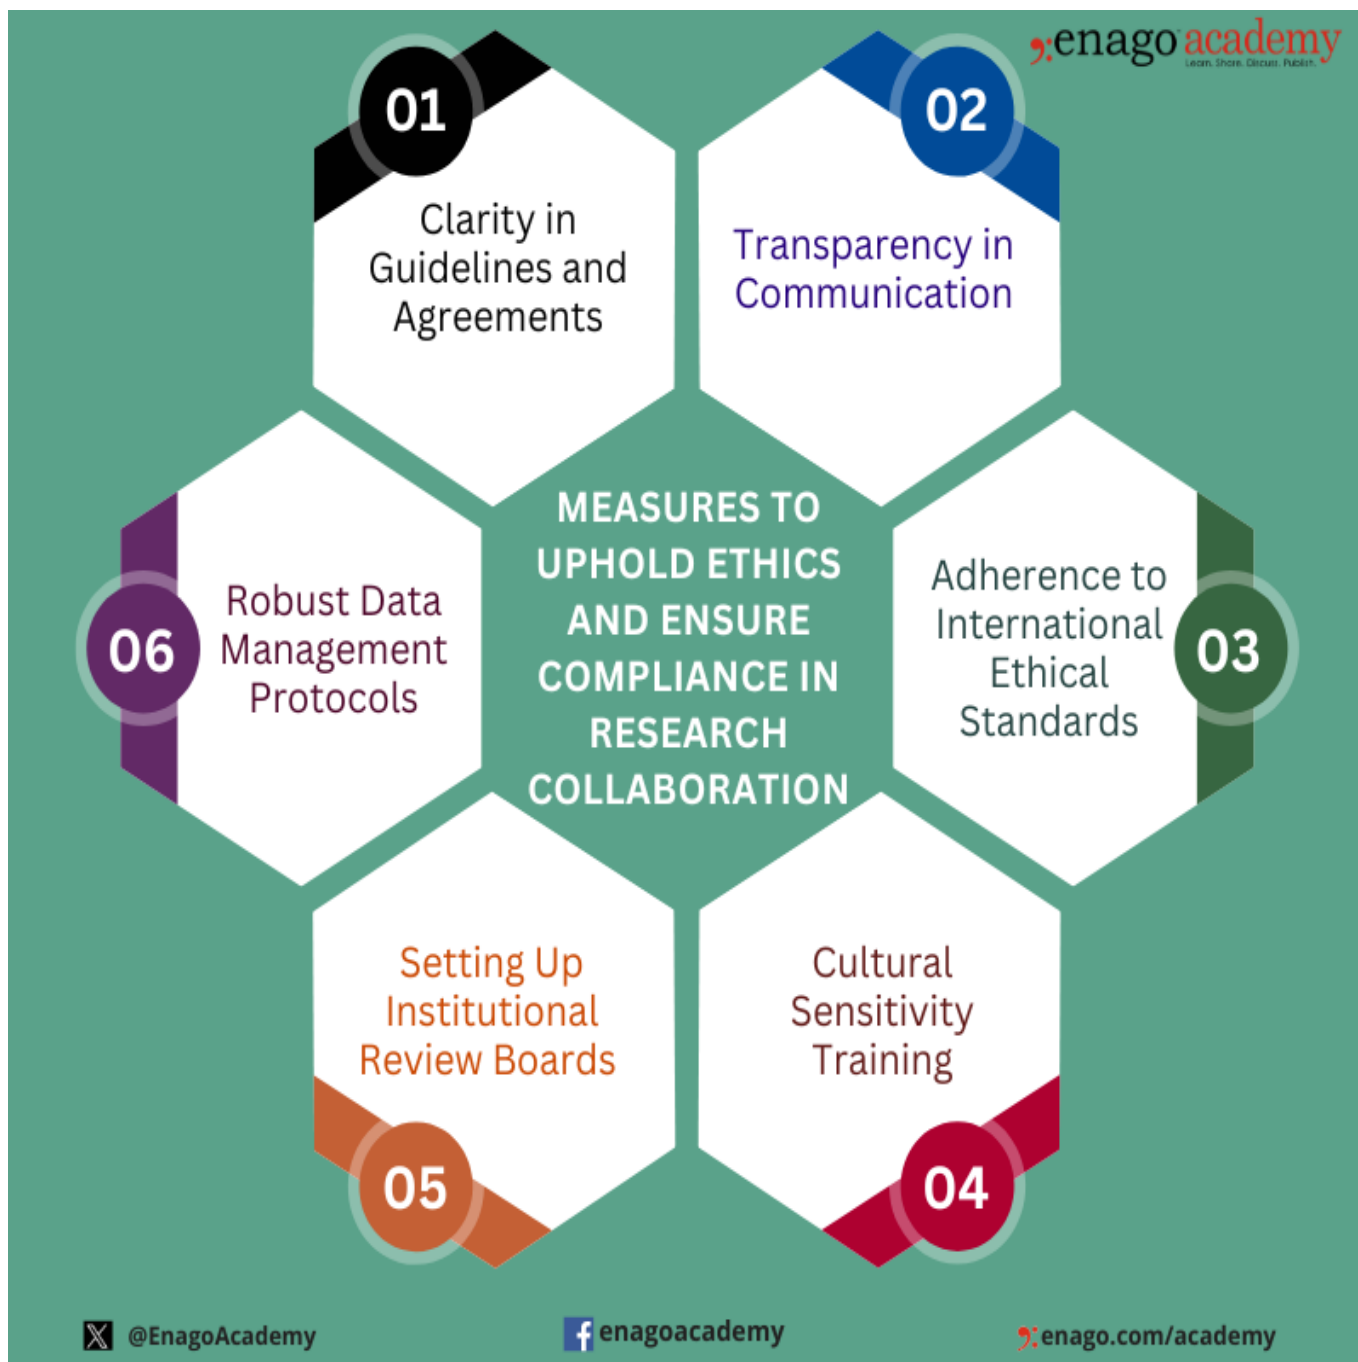 enago academy
Learn. Share. Discuss. Publish.
01
Clarity in
Guidelines and
Agreements
02
Transparency in
Communication
MEASURES TO
UPHOLD ETHICS
AND ENSURE
COMPLIANCE IN
RESEARCH
COLLABORATION
03
Adherence to
International
Ethical
Standards
04
Cultural
Sensitivity
Training
05
Setting Up
Institutional
Review Boards
06
Robust Data
Management
Protocols
@EnagoAcademy
enagoacademy
enago.com/academy